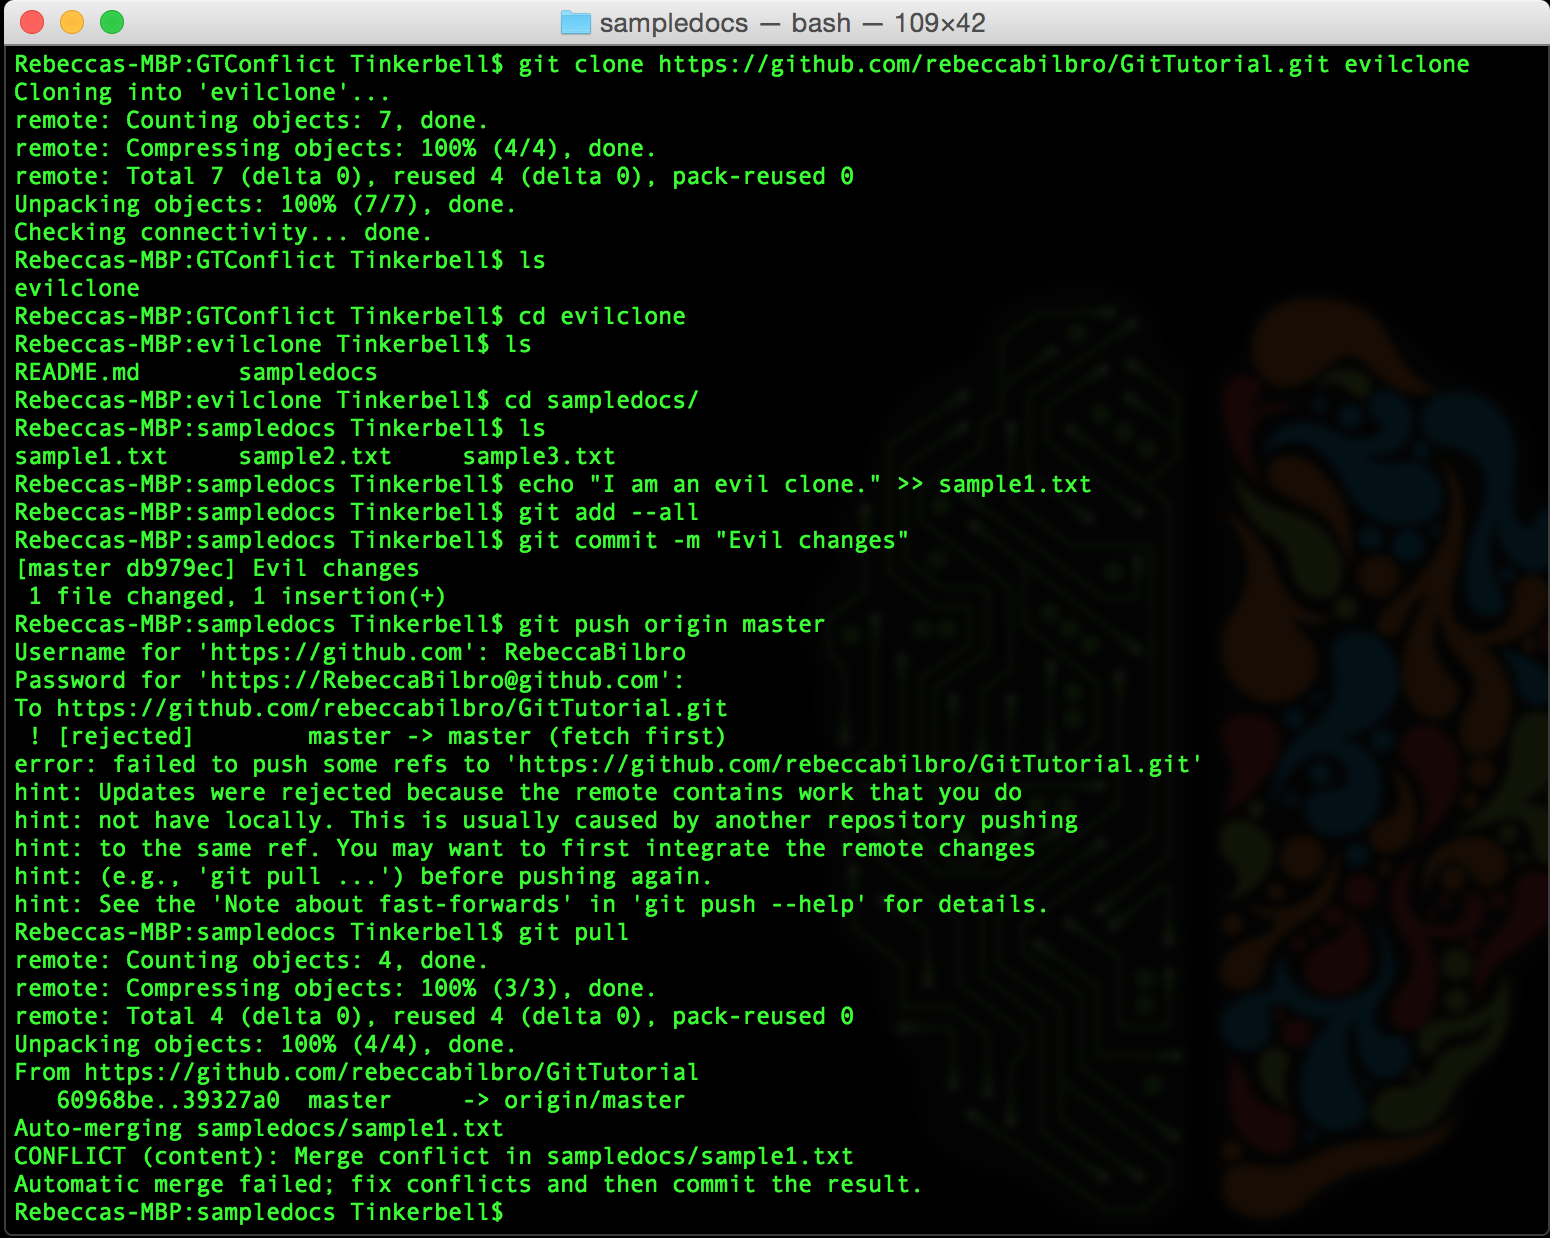 sampledocs — bash — 109×42
Rebeccas-MBP:GTConflict Tinkerbell$ git clone https://github.com/rebeccabilbro/GitTutorial.git evilclone
Cloning into 'evilclone'...
remote: Counting objects: 7, done.
remote: Compressing objects: 100% (4/4), done.
remote: Total 7 (delta 0), reused 4 (delta 0), pack-reused 0
Unpacking objects: 100% (7/7), done.
Checking connectivity... done.
Rebeccas-MBP:GTConflict Tinkerbell$ ls
evilclone
Rebeccas-MBP:GTConflict Tinkerbell$ cd evilclone
Rebeccas-MBP:evilclone Tinkerbell$ ls
README.md       sampledocs
Rebeccas-MBP:evilclone Tinkerbell$ cd sampledocs/
Rebeccas-MBP:sampledocs Tinkerbell$ ls
sample1.txt     sample2.txt     sample3.txt
Rebeccas-MBP:sampledocs Tinkerbell$ echo "I am an evil clone." >> sample1.txt
Rebeccas-MBP:sampledocs Tinkerbell$ git add --all
Rebeccas-MBP:sampledocs Tinkerbell$ git commit -m "Evil changes"
[master db979ec] Evil changes
 1 file changed, 1 insertion(+)
Rebeccas-MBP:sampledocs Tinkerbell$ git push origin master
Username for 'https://github.com': RebeccaBilbro
Password for 'https://RebeccaBilbro@github.com':
To https://github.com/rebeccabilbro/GitTutorial.git
 ! [rejected]        master -> master (fetch first)
error: failed to push some refs to 'https://github.com/rebeccabilbro/GitTutorial.git'
hint: Updates were rejected because the remote contains work that you do
hint: not have locally. This is usually caused by another repository pushing
hint: to the same ref. You may want to first integrate the remote changes
hint: (e.g., 'git pull ...') before pushing again.
hint: See the 'Note about fast-forwards' in 'git push --help' for details.
Rebeccas-MBP:sampledocs Tinkerbell$ git pull
remote: Counting objects: 4, done.
remote: Compressing objects: 100% (3/3), done.
remote: Total 4 (delta 0), reused 4 (delta 0), pack-reused 0
Unpacking objects: 100% (4/4), done.
From https://github.com/rebeccabilbro/GitTutorial
   60968be..39327a0  master     -> origin/master
Auto-merging sampledocs/sample1.txt
CONFLICT (content): Merge conflict in sampledocs/sample1.txt
Automatic merge failed; fix conflicts and then commit the result.
Rebeccas-MBP:sampledocs Tinkerbell$